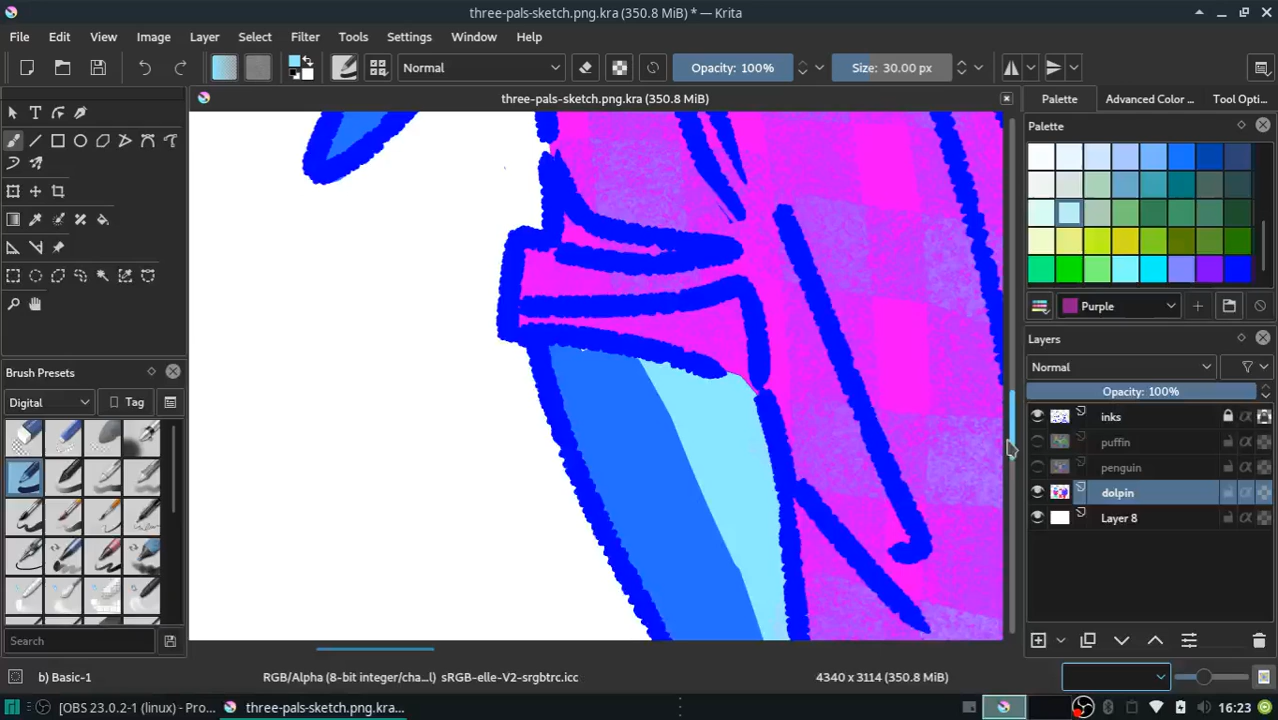 three-pals-sketch.png.kra (350.8 MiB) * — Krita
File Edit View Image Layer Select Filter Tools Settings Window Help
Normal Opacity: 100% Size: 30.00 px
three-pals-sketch.png.kra (350.8 MiB)
Palette Advanced Color ... Tool Opti...
Palette
Purple
Layers
Normal
Opacity: 100%
inks
puffin
penguin
dolpin
Layer 8
Brush Presets
Digital Tag
Search
b) Basic-1 RGB/Alpha (8-bit integer/cha...l) sRGB-elle-V2-srgbtrc.icc 4340 x 3114 (350.8 MiB)
[OBS 23.0.2-1 (linux) - Pro... three-pals-sketch.png.kra... 16:23